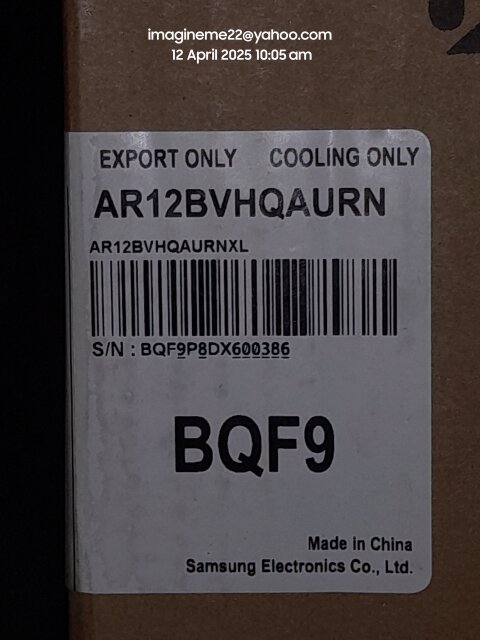 imagineme22@yahoo.com
12 April 2025 10:05 am
EXPORT ONLY COOLING ONLY
AR12BVHQAURN
AR12BVHQAURNXL
S/N : BQF9P8DX600386
BQF9
Made in China
Samsung Electronics Co., Ltd.